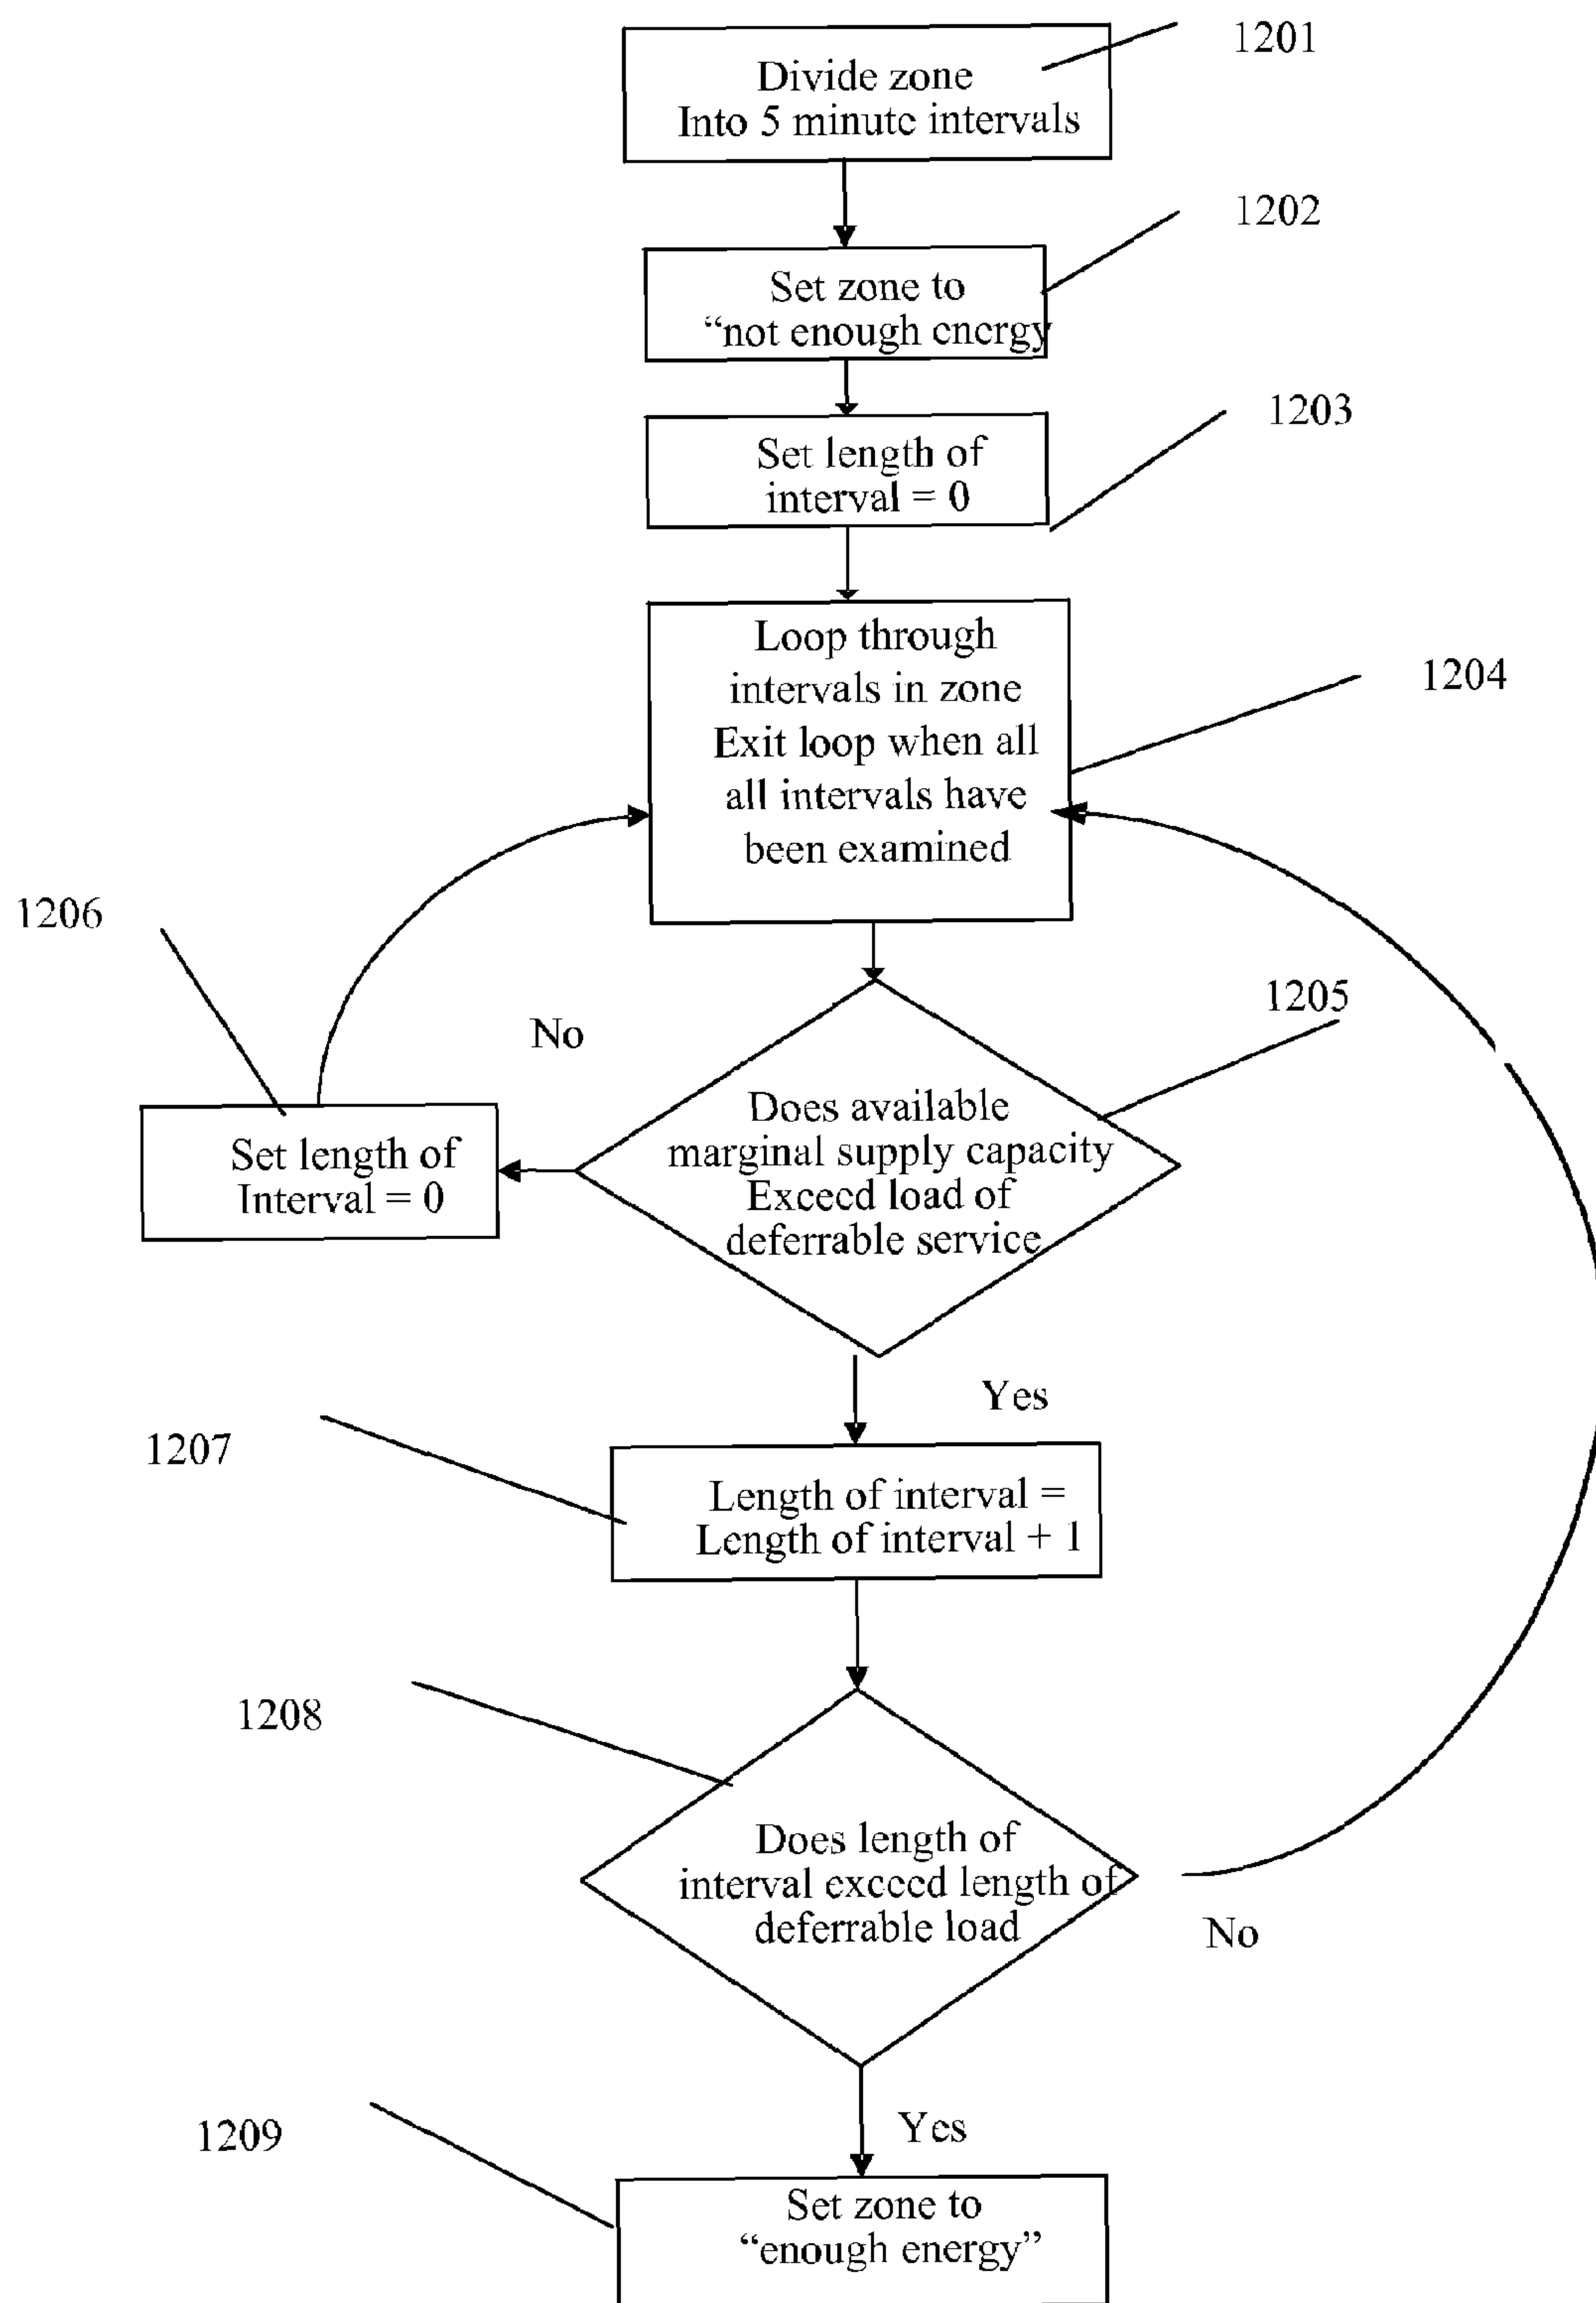 1201
Divide zone
Into 5 minute intervals
1202
Set zone to
“not enough energy
1203
Set length of
interval = 0
Loop through
intervals in zone
Exit loop when all
all intervals have
been examined
1204
1206
1205
No
Does available
marginal supply capacity
Exceed load of
deferrable service
Set length of
Interval = 0
Yes
1207
Length of interval =
Length of interval + 1
1208
Does length of
interval exceed length of
deferrable load
No
Yes
1209
Set zone to
“enough energy”